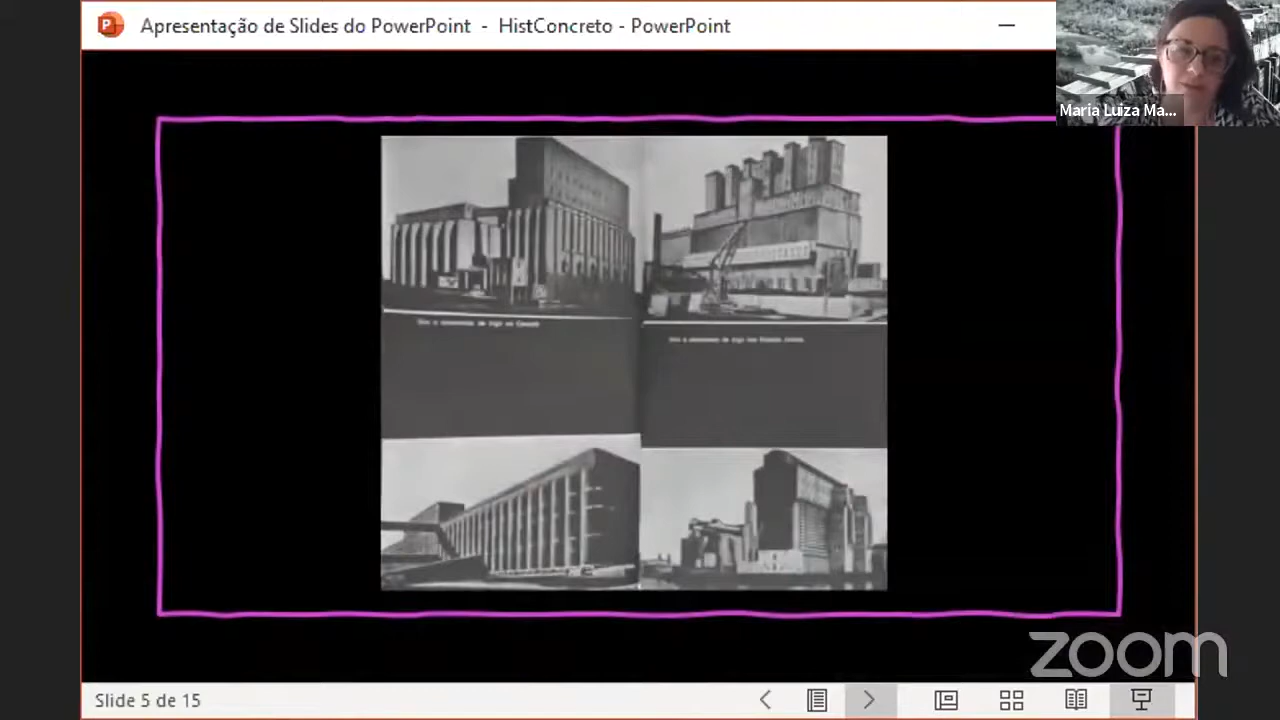 Apresentação de Slides do PowerPoint - HistConcreto - PowerPoint
Maria Luiza Ma...
zoom
Slide 5 de 15